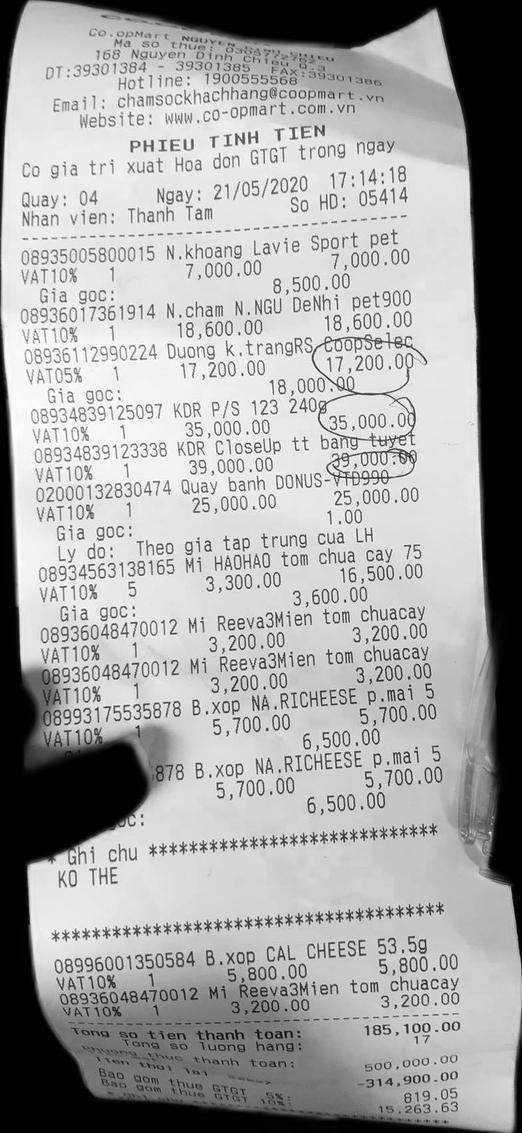 Co.opMart NGUYEN DINH CHIEU
Ma so thue: 
168 Nguyen Dinh Chieu Q.3
DT:39301384 - 39301385 FAX:39301386
Hotline: 1900555568
Email: chamsockhachhang@coopmart.vn
Website: www.co-opmart.com.vn
PHIEU TINH TIEN
Co gia tri xuat Hoa don GTGT trong ngay
Quay: 04 Ngay: 21/05/2020 17:14:18
Nhan vien: Thanh Tam So HD: 05414
08935005800015 N.khoang Lavie Sport pet
VAT10% 1 7,000.00 7,000.00
Gia goc: 8,500.00
08936017361914 N.cham N.NGU DeNhi pet900
VAT10% 1 18,600.00 18,600.00
08936112990224 Duong k.trangRS CoopSelec
VAT05% 1 17,200.00 17,200.00
Gia goc: 18,000.00
08934839125097 KDR P/S 123 240g
VAT10% 1 35,000.00 35,000.00
08934839123338 KDR CloseUp tt bang tuyet
VAT10% 1 39,000.00 39,000.00
02000132830474 Quay banh DONUS-VTD990
VAT10% 1 25,000.00 25,000.00
Gia goc: 1.00
Ly do: Theo gia tap trung cua LH
08934563138165 Mi HAOHAO tom chua cay 75
VAT10% 5 3,300.00 16,500.00
Gia goc: 3,600.00
08936048470012 Mi Reeva3Mien tom chuacay
VAT10% 1 3,200.00 3,200.00
08936048470012 Mi Reeva3Mien tom chuacay
VAT10% 1 3,200.00 3,200.00
08993175535878 B.xop NA.RICHEESE p.mai 5
VAT10% 1 5,700.00 5,700.00
6,500.00
878 B.xop NA.RICHEESE p.mai 5
5,700.00 5,700.00
oc: 6,500.00
* Ghi chu ****************************
KO THE
**************************************
08996001350584 B.xop CAL CHEESE 53.5g
VAT10% 1 5,800.00 5,800.00
08936048470012 Mi Reeva3Mien tom chuacay
VAT10% 1 3,200.00 3,200.00
Tong so tien thanh toan: 185,100.00
Tong so luong hang: 17
Phuong thuc thanh toan:
Tien thoi lai 500,000.00
-314,900.00
Bao gom thue GTGT 5%: 819.05
Bao gom thue GTGT 10%: 15.263.63